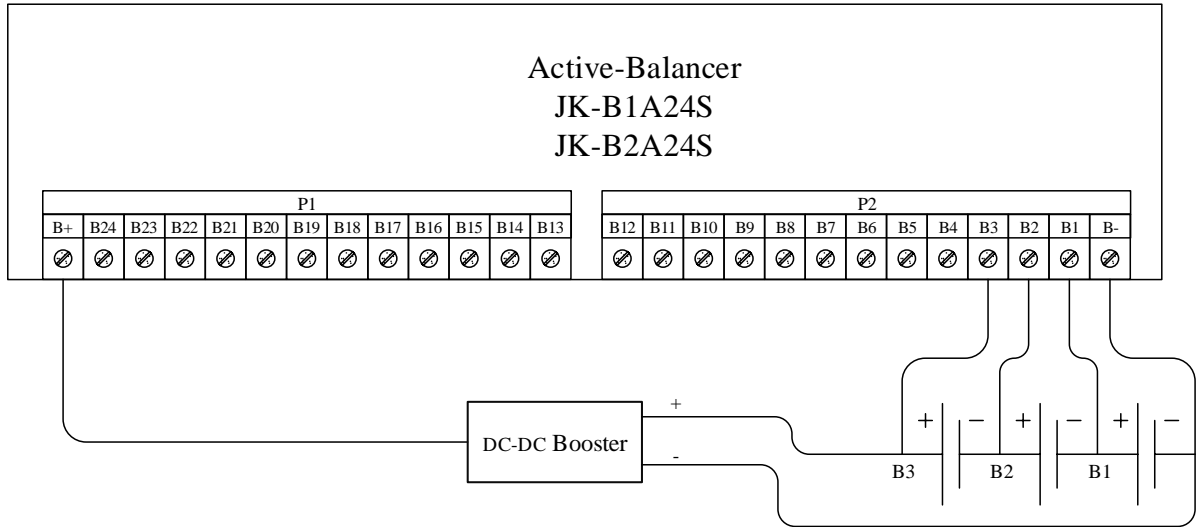 Active-Balancer
JK-B1A24S
JK-B2A24S
P1 P2
B+ B24 B23 B22 B21 B20 B19 B18 B17 B16 B15 B14 B13 B12 B11 B10 B9 B8 B7 B6 B5 B4 B3 B2 B1 B-
+
DC-DC Booster
-
+ − + − + −
B3 B2 B1